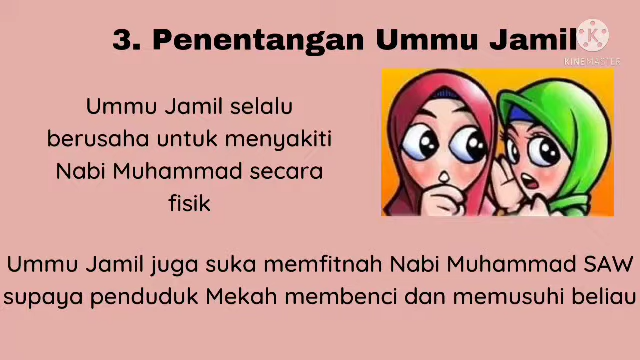 3. Penentangan Ummu Jamil
KINEMASTER
Ummu Jamil selalu
berusaha untuk menyakiti
Nabi Muhammad secara
fisik
Ummu Jamil juga suka memfitnah Nabi Muhammad SAW
supaya penduduk Mekah membenci dan memusuhi beliau